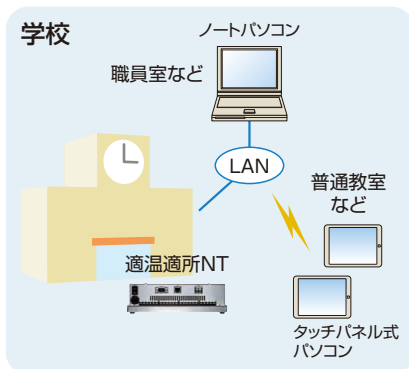 学校
ノートパソコン
職員室など
LAN
普通教室
など
適温適所NT
タッチパネル式
パソコン